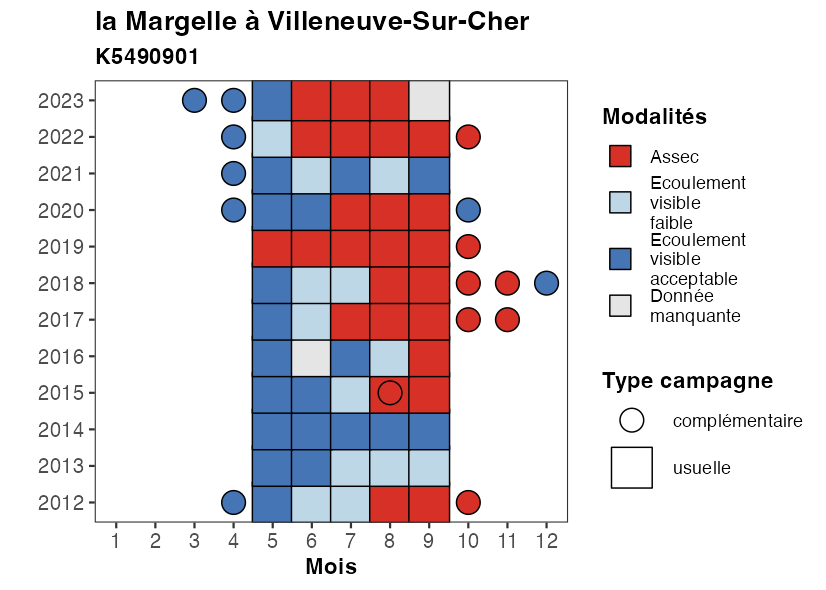 la Margelle à Villeneuve-Sur-Cher
K5490901
2023
2022
2021
2020
2019
2018
2017
2016
2015
2014
2013
2012
1 2 3 4 5 6 7 8 9 10 11 12
Mois
Modalités
Assec
Ecoulement
visible
faible
Ecoulement
visible
acceptable
Donnée
manquante
Type campagne
complémentaire
usuelle